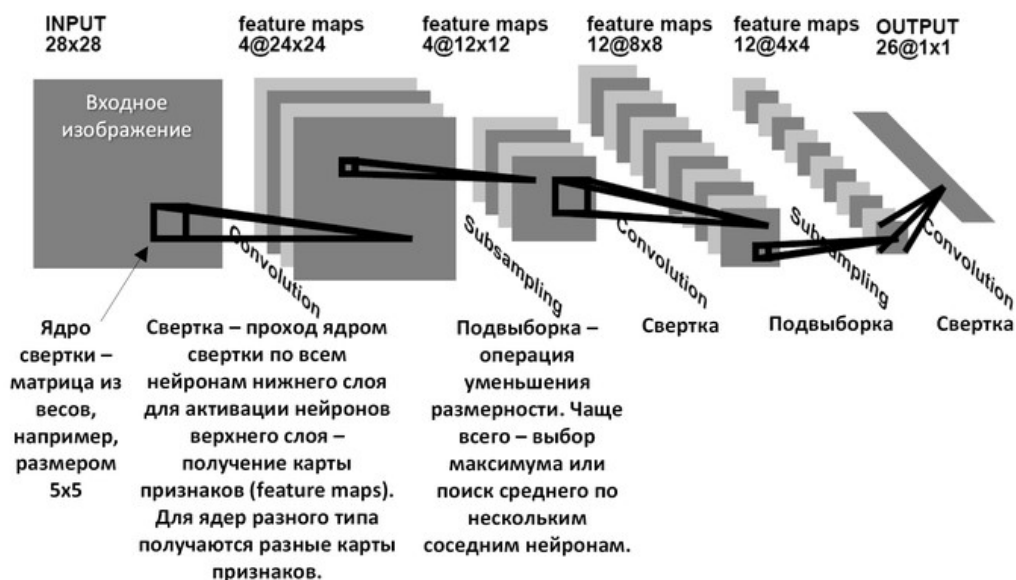 INPUT
28x28
feature maps
4@24x24
feature maps
4@12x12
feature maps
12@8x8
feature maps
12@4x4
OUTPUT
26@1x1
Входное
изображение
Convolution
Subsampling
Convolution
Subsampling
Convolution
Ядро
свертки –
матрица из
весов,
например,
размером
5х5
Свертка – проход ядром
свертки по всем
нейронам нижнего слоя
для активации нейронов
верхнего слоя –
получение карты
признаков (feature maps).
Для ядер разного типа
получаются разные карты
признаков.
Подвыборка –
операция
уменьшения
размерности. Чаще
всего – выбор
максимума или
поиск среднего по
нескольким
соседним нейронам.
Свертка
Подвыборка
Свертка